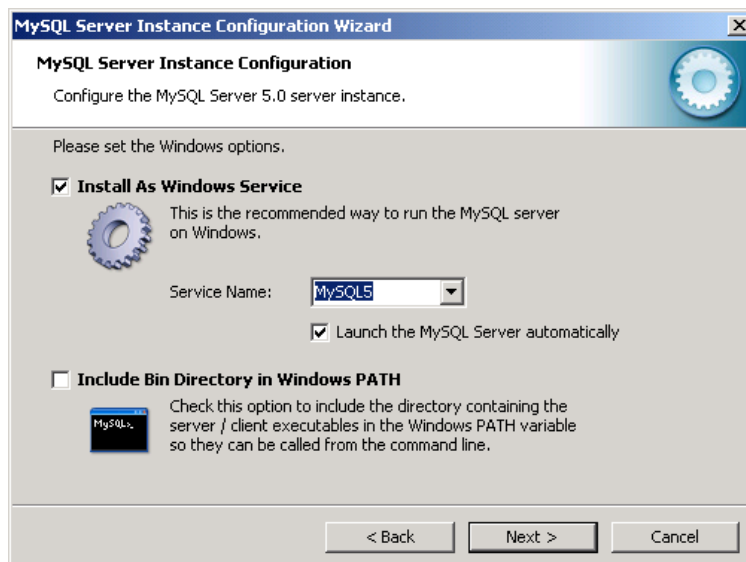 MySQL Server Instance Configuration Wizard
MySQL Server Instance Configuration
Configure the MySQL Server 5.0 server instance.
Please set the Windows options.
Install As Windows Service
This is the recommended way to run the MySQL server
on Windows.
Service Name:
MySQL5
Launch the MySQL Server automatically
Include Bin Directory in Windows PATH
MySQL>_
Check this option to include the directory containing the
server / client executables in the Windows PATH variable
so they can be called from the command line.
< Back
Next >
Cancel